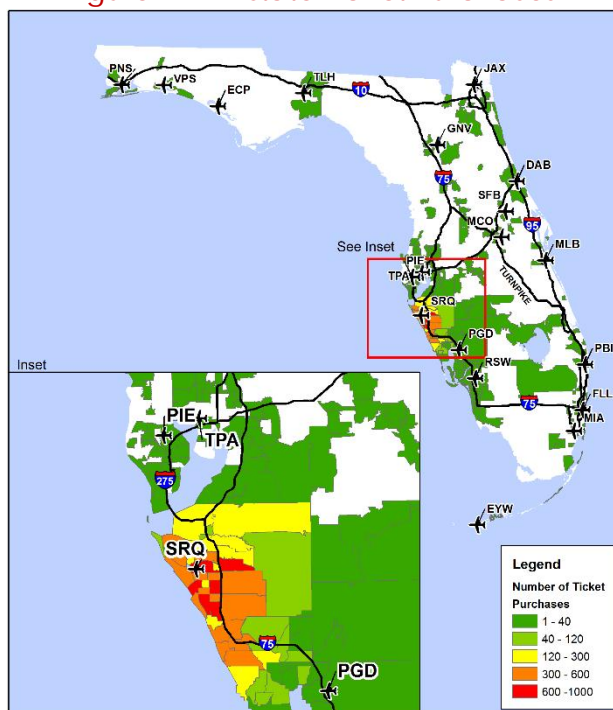 PNS
VPS
ECP
TLH
10
JAX
GNV
75
DAB
SFB
MCO
95
MLB
See Inset
PIE
TPA
TURNPIKE
SRQ
PGD
RSW
PBI
FLL
75
MIA
EYW
Inset
PIE
TPA
275
SRQ
75
PGD
Legend
Number of Ticket
Purchases
1 - 40
40 - 120
120 - 300
300 - 600
600 -1000